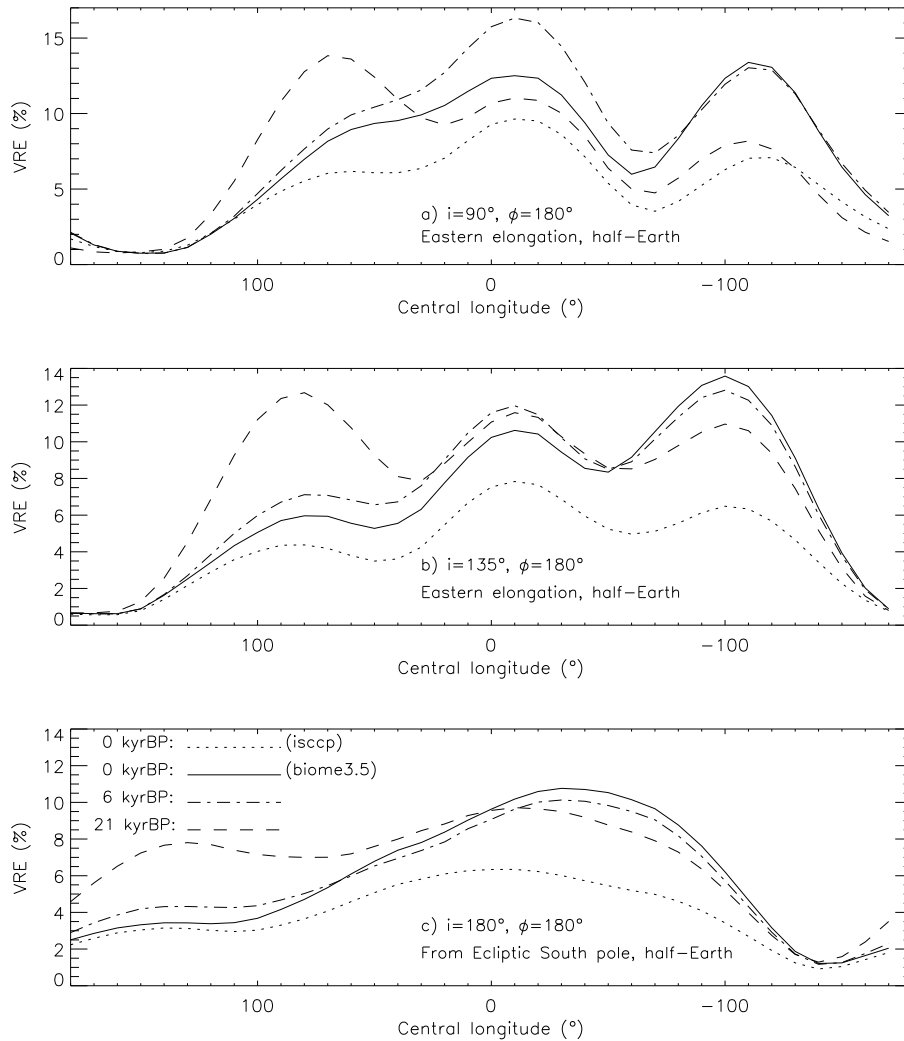 15
10
5
0
VRE (%)
a) i=90°, ϕ=180°
Eastern elongation, half−Earth
100 0 −100
Central longitude (°)
14
12
10
8
6
4
2
0
VRE (%)
b) i=135°, ϕ=180°
Eastern elongation, half−Earth
100 0 −100
Central longitude (°)
14
12
10
8
6
4
2
0
VRE (%)
0 kyrBP: (isccp)
0 kyrBP: (biome3.5)
6 kyrBP:
21 kyrBP:
c) i=180°, ϕ=180°
From Ecliptic South pole, half−Earth
100 0 −100
Central longitude (°)